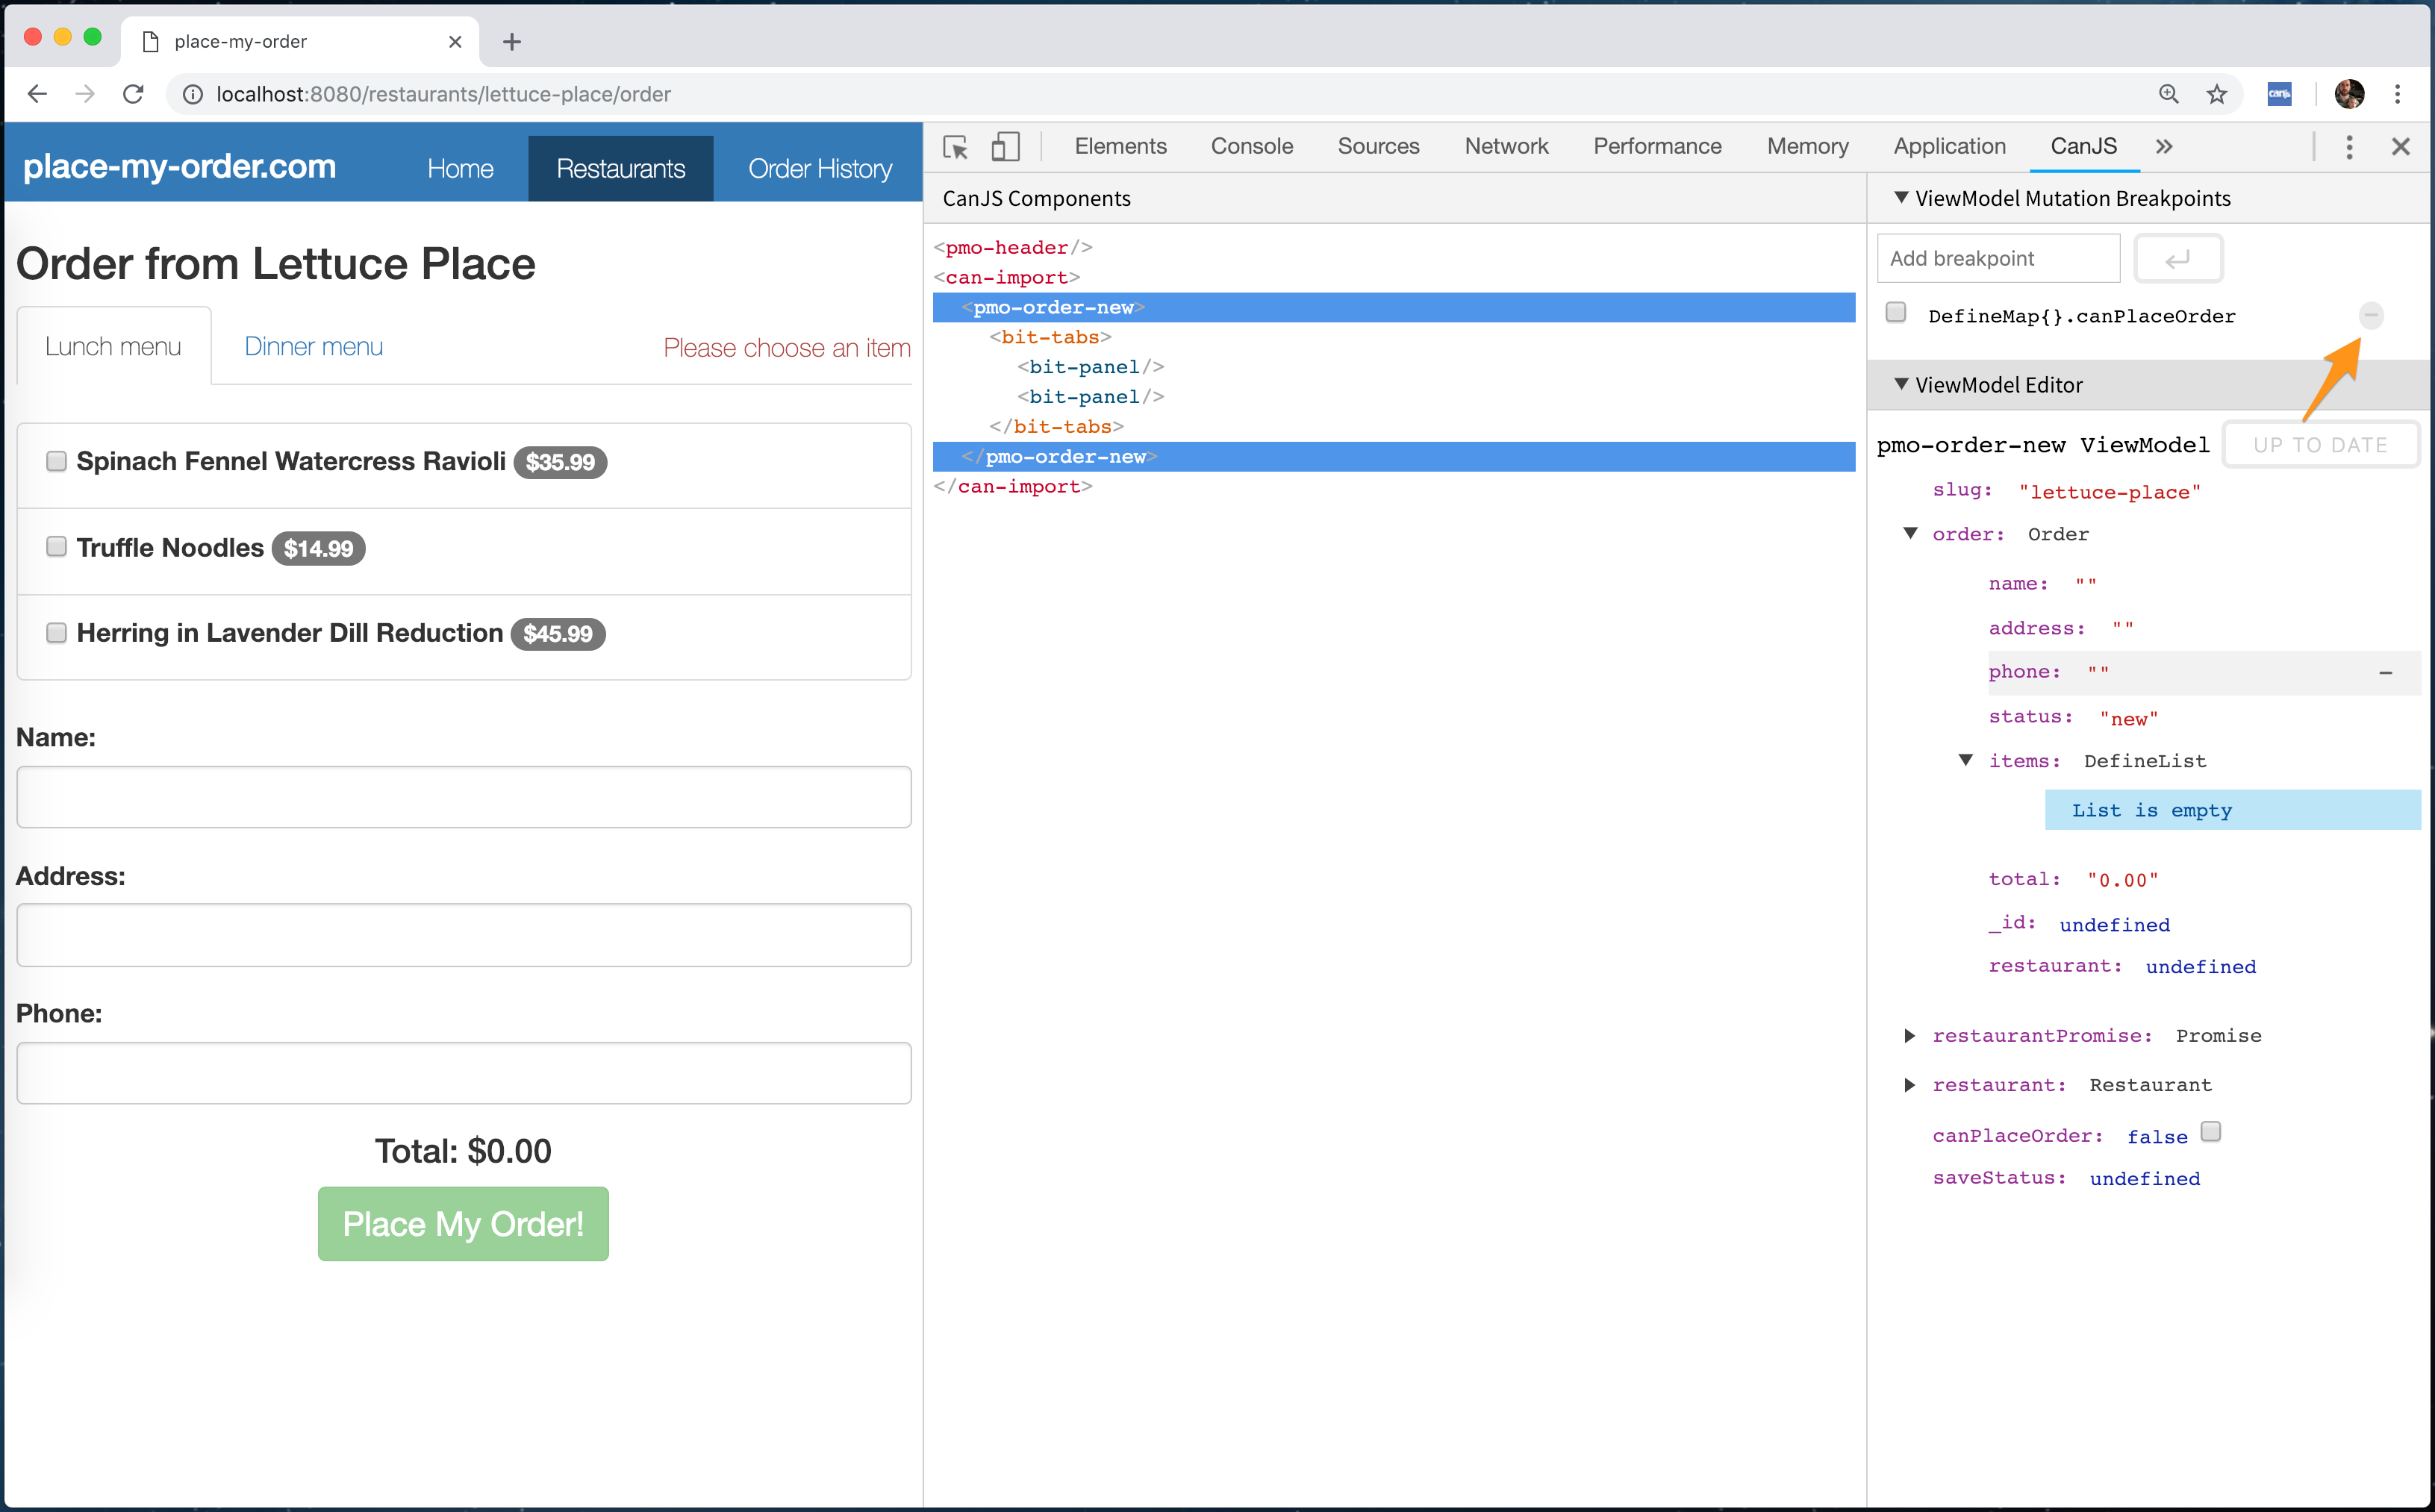 place-my-order
localhost:8080/restaurants/lettuce-place/order
canjs
place-my-order.com
Home
Restaurants
Order History
Order from Lettuce Place
Lunch menu
Dinner menu
Please choose an item
Spinach Fennel Watercress Ravioli $35.99
Truffle Noodles $14.99
Herring in Lavender Dill Reduction $45.99
Name:
Address:
Phone:
Total: $0.00
Place My Order!
Elements
Console
Sources
Network
Performance
Memory
Application
CanJS
CanJS Components
<pmo-header/>
<can-import>
<pmo-order-new>
<bit-tabs>
<bit-panel/>
<bit-panel/>
</bit-tabs>
</pmo-order-new>
</can-import>
ViewModel Mutation Breakpoints
Add breakpoint
DefineMap{}.canPlaceOrder
ViewModel Editor
pmo-order-new ViewModel
UP TO DATE
slug: "lettuce-place"
order: Order
name: ""
address: ""
phone: ""
status: "new"
items: DefineList
List is empty
total: "0.00"
_id: undefined
restaurant: undefined
restaurantPromise: Promise
restaurant: Restaurant
canPlaceOrder: false
saveStatus: undefined